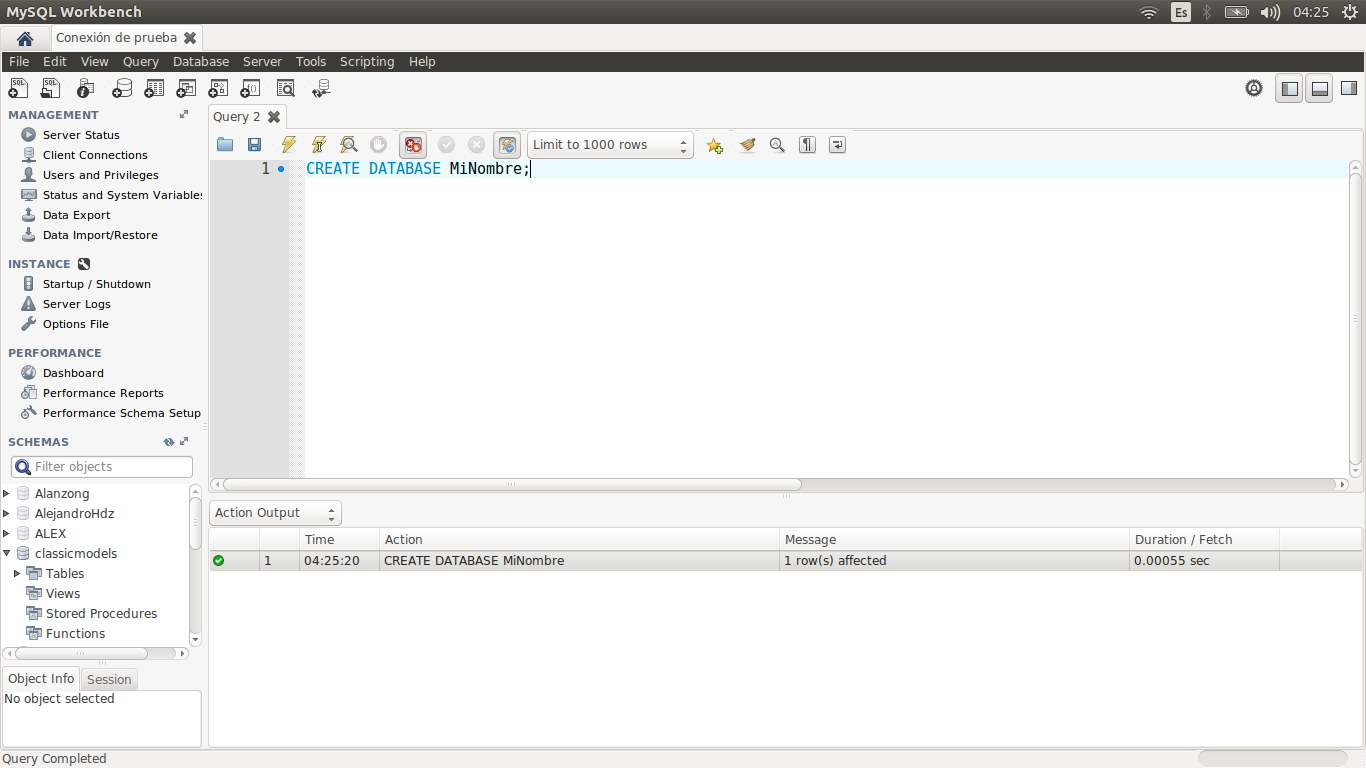 MySQL Workbench
Es
04:25
Conexión de prueba
File Edit View Query Database Server Tools Scripting Help
MANAGEMENT
Server Status
Client Connections
Users and Privileges
Status and System Variable
Data Export
Data Import/Restore
INSTANCE
Startup / Shutdown
Server Logs
Options File
PERFORMANCE
Dashboard
Performance Reports
Performance Schema Setup
SCHEMAS
Filter objects
Alanzong
AlejandroHdz
ALEX
classicmodels
Tables
Views
Stored Procedures
Functions
Object Info Session
No object selected
Query 2
Limit to 1000 rows
1 CREATE DATABASE MiNombre;
Action Output
Time Action Message Duration / Fetch
1 04:25:20 CREATE DATABASE MiNombre 1 row(s) affected 0.00055 sec
Query Completed